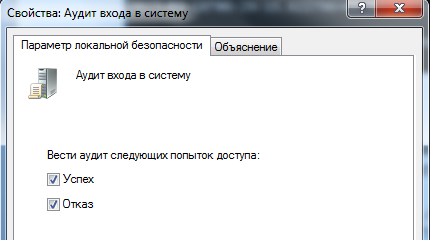 Свойства: Аудит входа в систему
Параметр локальной безопасности Объяснение
Аудит входа в систему
Вести аудит следующих попыток доступа:
Успех
Отказ